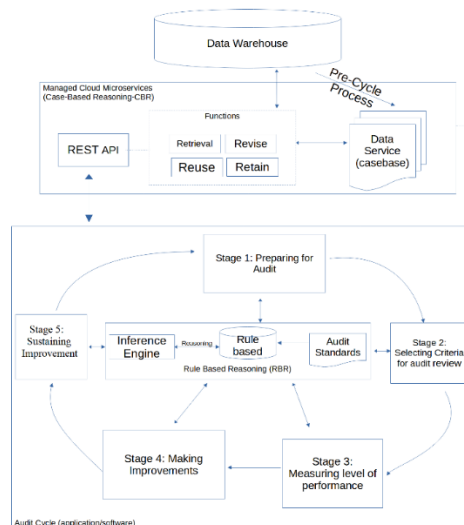 Data Warehouse
Pre-Cycle
Process
Managed Cloud Microservices
(Case-Based Reasoning-CBR)
Functions
REST API
Retrieval
Revise
Reuse
Retain
Data
Service
(casebase)
Stage 1: Preparing for
Audit
Stage 5:
Sustaining
Improvement
Inference
Engine
Reasoning
Rule
based
Audit
Standards
Rule Based Reasoning (RBR)
Stage 2:
Selecting Criteria
for audit review
Stage 4: Making
Improvements
Stage 3:
Measuring level of
performance
Audit Cycle (application/software)